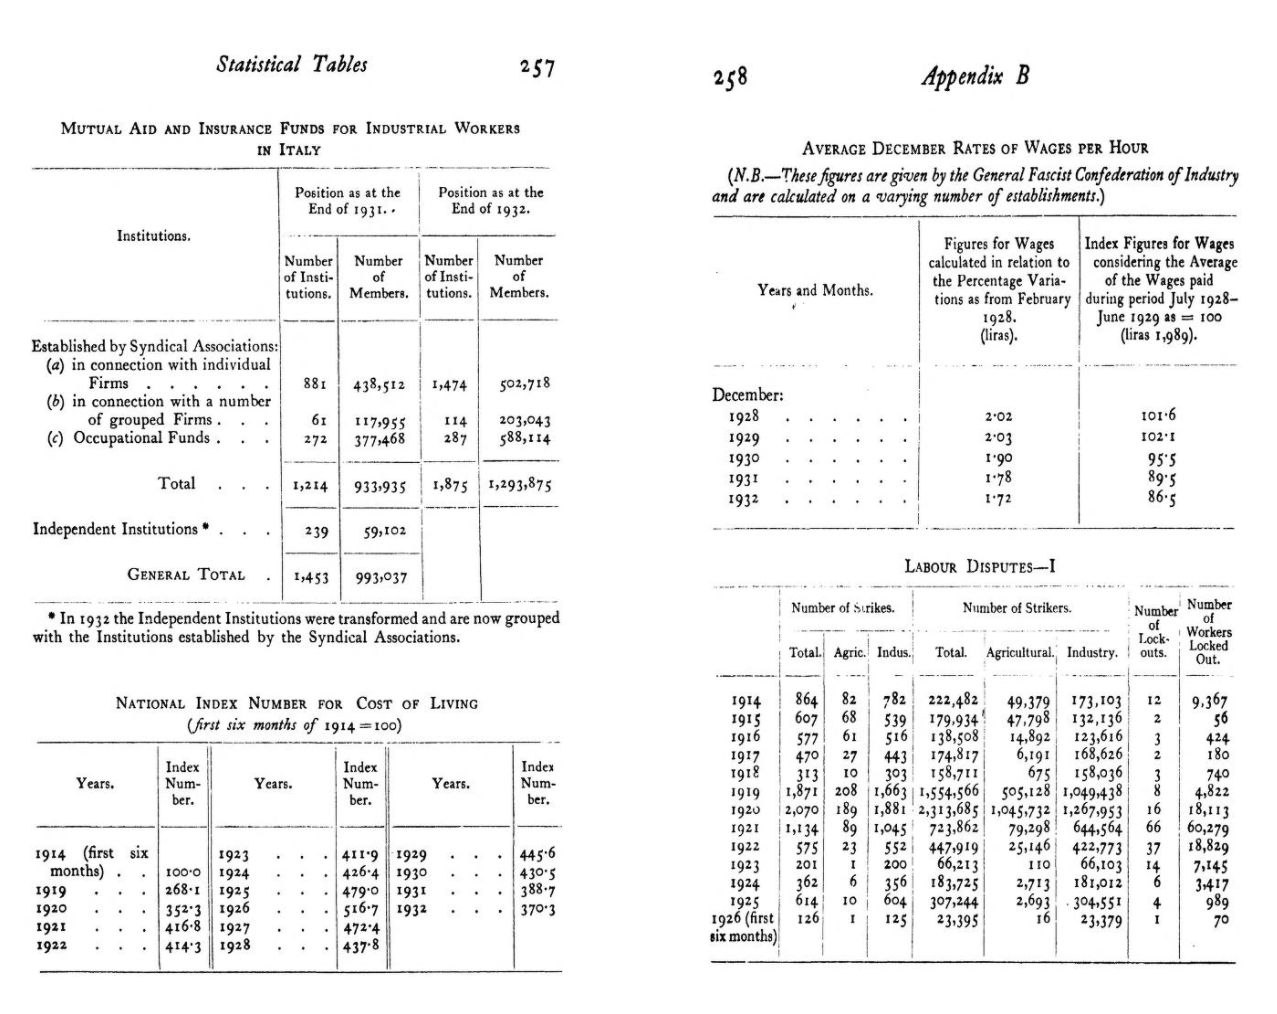 Statistical Tables 257
MUTUAL AID AND INSURANCE FUNDS FOR INDUSTRIAL WORKERS
IN ITALY
Institutions.
Position as at the End of 1931.
Position as at the End of 1932.
Number of Insti-tutions.
Number of Members.
Number of Insti-tutions.
Number of Members.
Established by Syndical Associations:
(a) in connection with individual
Firms . . . . . . 881 438,512 1,474 502,718
(b) in connection with a number
of grouped Firms . . . 61 117,955 114 203,043
(c) Occupational Funds . . . 272 377,468 287 588,114
Total . . . 1,214 933,935 1,875 1,293,875
Independent Institutions * . . . 239 59,102
GENERAL TOTAL . 1,453 993,037
* In 1932 the Independent Institutions were transformed and are now grouped
with the Institutions established by the Syndical Associations.
NATIONAL INDEX NUMBER FOR COST OF LIVING
(first six months of 1914=100)
Years. Index Num-ber. Years. Index Num-ber. Years. Index Num-ber.
1914 (first six 1923 . . . 411·9 1929 . . . 445·6
months) . . 100·0 1924 . . . 426·4 1930 . . . 430·5
1919 . . . 268·1 1925 . . . 479·0 1931 . . . 388·7
1920 . . . 352·3 1926 . . . 516·7 1932 . . . 370·3
1921 . . . 416·8 1927 . . . 472·4
1922 . . . 414·3 1928 . . . 437·8
258 Appendix B
AVERAGE DECEMBER RATES OF WAGES PER HOUR
(N.B.—These figures are given by the General Fascist Confederation of Industry
and are calculated on a varying number of establishments.)
Years and Months.
Figures for Wages
calculated in relation to
the Percentage Varia-
tions as from February
1928.
(liras).
Index Figures for Wages
considering the Average
of the Wages paid
during period July 1928–
June 1929 as = 100
(liras 1,989).
December:
1928 . . . . . . 2·02 101·6
1929 . . . . . . 2·03 102·1
1930 . . . . . . 1·90 95·5
1931 . . . . . . 1·78 89·5
1932 . . . . . . 1·72 86·5
LABOUR DISPUTES—I
Number of Strikes. Number of Strikers. Number of Lock-outs. Number of Workers Locked Out.
Total. Agric. Indus. Total. Agricultural. Industry.
1914 864 82 782 222,482 49,379 173,103 12 9,367
1915 607 68 539 179,934 47,798 132,136 2 56
1916 577 61 516 138,508 14,892 123,616 3 424
1917 470 27 443 174,817 6,191 168,626 2 180
1918 313 10 303 158,711 675 158,036 3 740
1919 1,871 208 1,663 1,554,566 505,128 1,049,438 8 4,822
1920 2,070 189 1,881 2,313,685 1,045,732 1,267,953 16 18,113
1921 1,134 89 1,045 723,862 79,298 644,564 66 60,279
1922 575 23 552 447,919 25,146 422,773 37 18,829
1923 201 1 200 66,213 110 66,103 14 7,145
1924 362 6 356 183,725 2,713 181,012 6 3,417
1925 614 10 604 307,244 2,693 304,551 4 989
1926 (first 126 1 125 23,395 16 23,379 1 70
six months)